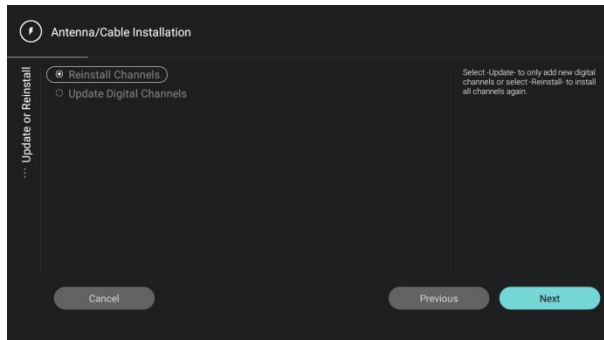 Antenna/Cable Installation
... Update or Reinstall
Reinstall Channels
Update Digital Channels
Select -Update- to only add new digital
channels or select -Reinstall- to install
all channels again.
Cancel
Previous
Next